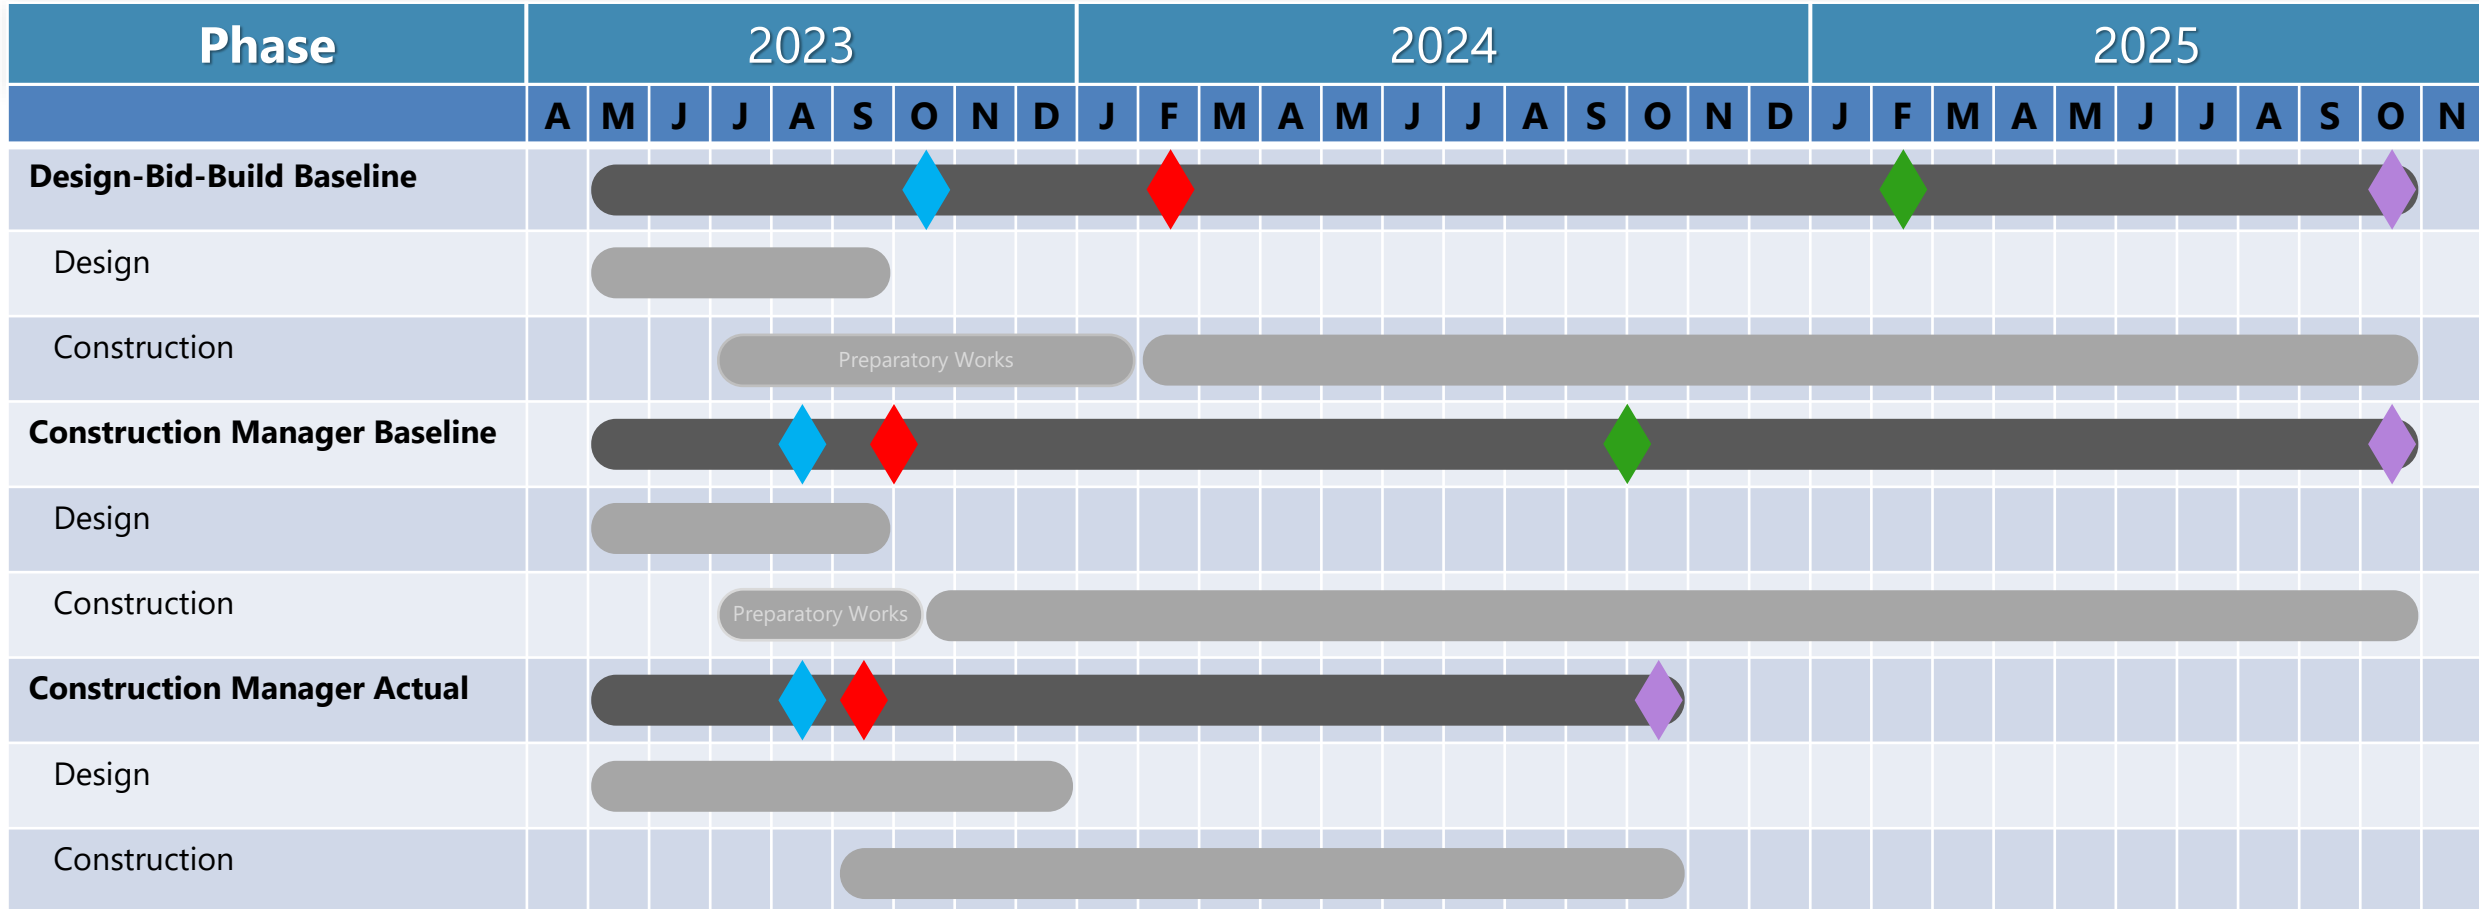 Phase 2023 2024 2025
A M J J A S O N D J F M A M J J A S O N D J F M A M J J A S O N
Design-Bid-Build Baseline
Design
Construction Preparatory Works
Construction Manager Baseline
Design
Construction Preparatory Works
Construction Manager Actual
Design
Construction